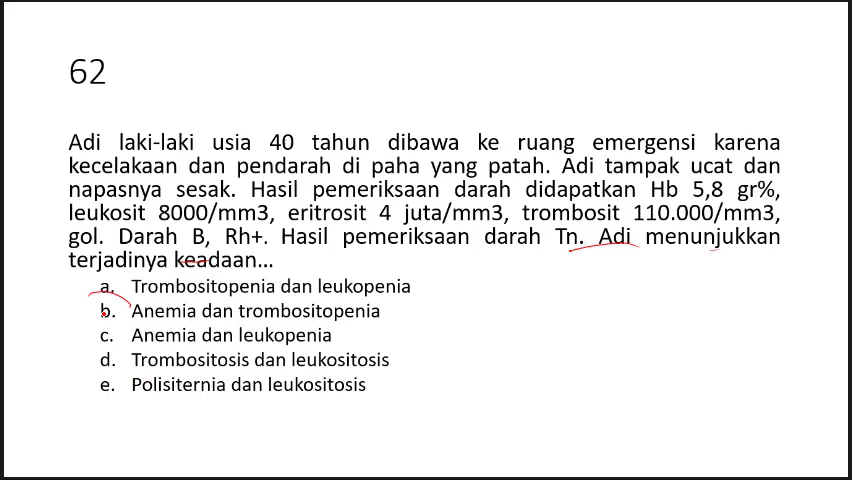 62
Adi laki-laki usia 40 tahun dibawa ke ruang emergensi karena
kecelakaan dan pendarah di paha yang patah. Adi tampak ucat dan
napasnya sesak. Hasil pemeriksaan darah didapatkan Hb 5,8 gr%,
leukosit 8000/mm3, eritrosit 4 juta/mm3, trombosit 110.000/mm3,
gol. Darah B, Rh+. Hasil pemeriksaan darah Tn. Adi menunjukkan
terjadinya keadaan...
a. Trombositopenia dan leukopenia
b. Anemia dan trombositopenia
c. Anemia dan leukopenia
d. Trombositosis dan leukositosis
e. Polisiternia dan leukositosis